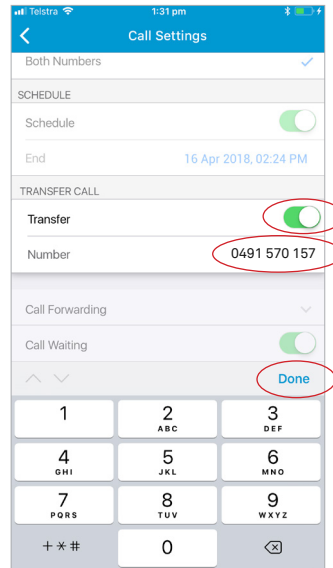 Telstra 1:31 pm
Call Settings
Both Numbers
SCHEDULE
Schedule
End 16 Apr 2018, 02:24 PM
TRANSFER CALL
Transfer
Number 0491 570 157
Call Forwarding
Call Waiting
Done
1 2 3
ABC DEF
4 5 6
GHI JKL MNO
7 8 9
PQRS TUV WXYZ
+ * # 0